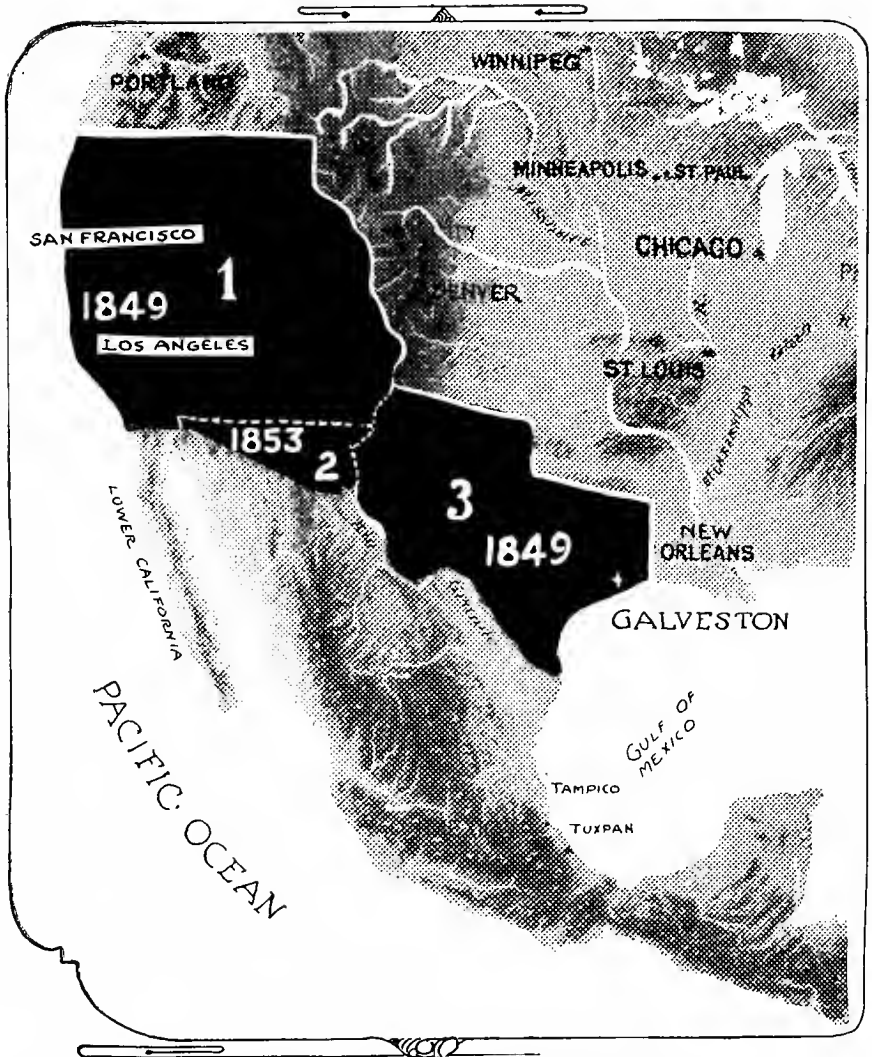 WINNIPEG
PORTLAND
MINNEAPOLIS ST. PAUL
SAN FRANCISCO
CHICAGO
1
1849
DENVER
LOS ANGELES
ST. LOUIS
MISSISSIPPI
1853
2
3
1849
NEW
ORLEANS
GALVESTON
LOWER CALIFORNIA
PACIFIC OCEAN
GULF OF
MEXICO
TAMPICO
TUXPAN